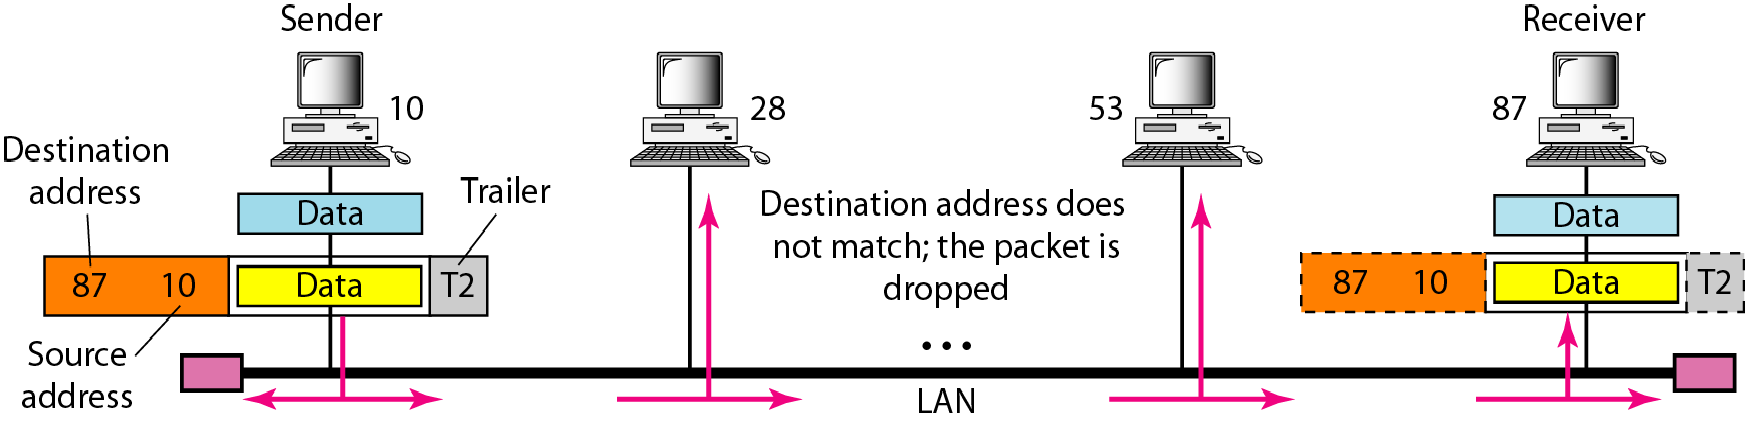 Sender
Receiver
10
28
53
87
Destination
address
Trailer
Data
Destination address does
not match; the packet is
dropped
Data
87 10 Data T2
87 10 Data T2
Source
address
...
LAN